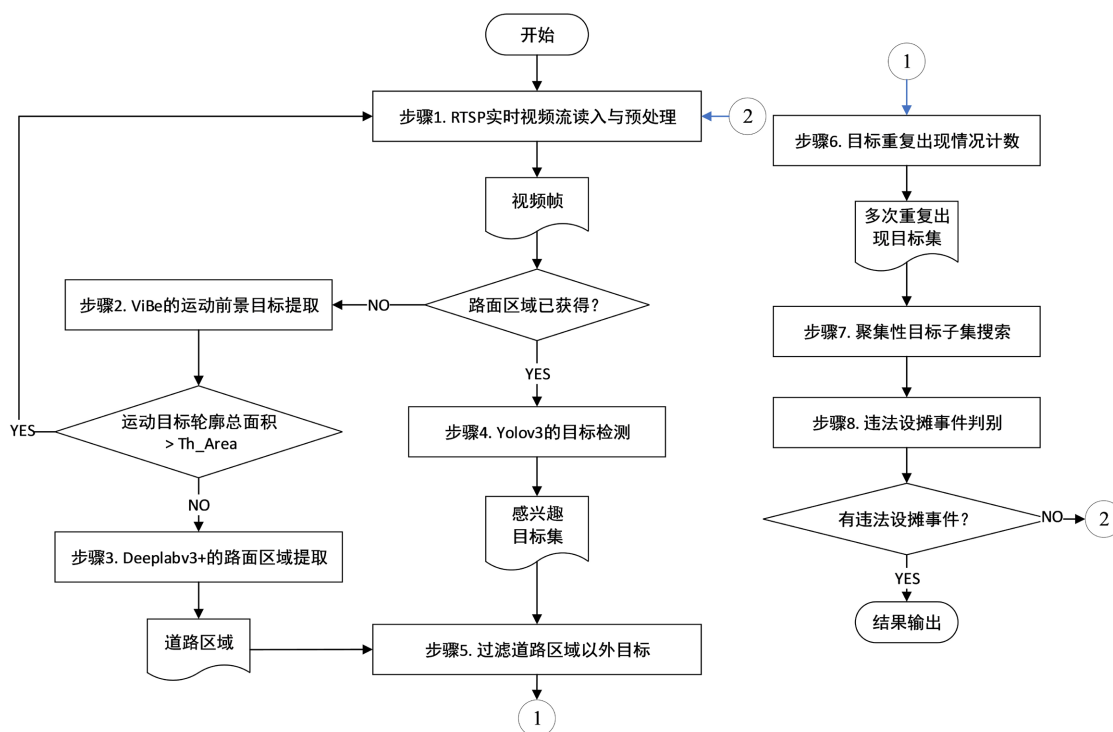 开始
步骤1. RTSP实时视频流读入与预处理
2
视频帧
路面区域已获得?
NO
步骤2. ViBe的运动前景目标提取
YES
运动目标轮廓总面积
> Th_Area
YES
NO
步骤3. Deeplabv3+的路面区域提取
道路区域
步骤4. Yolov3的目标检测
感兴趣
目标集
步骤5. 过滤道路区域以外目标
1
1
步骤6. 目标重复出现情况计数
多次重复出
现目标集
步骤7. 聚集性目标子集搜索
步骤8. 违法设摊事件判别
有违法设摊事件?
NO
2
YES
结果输出